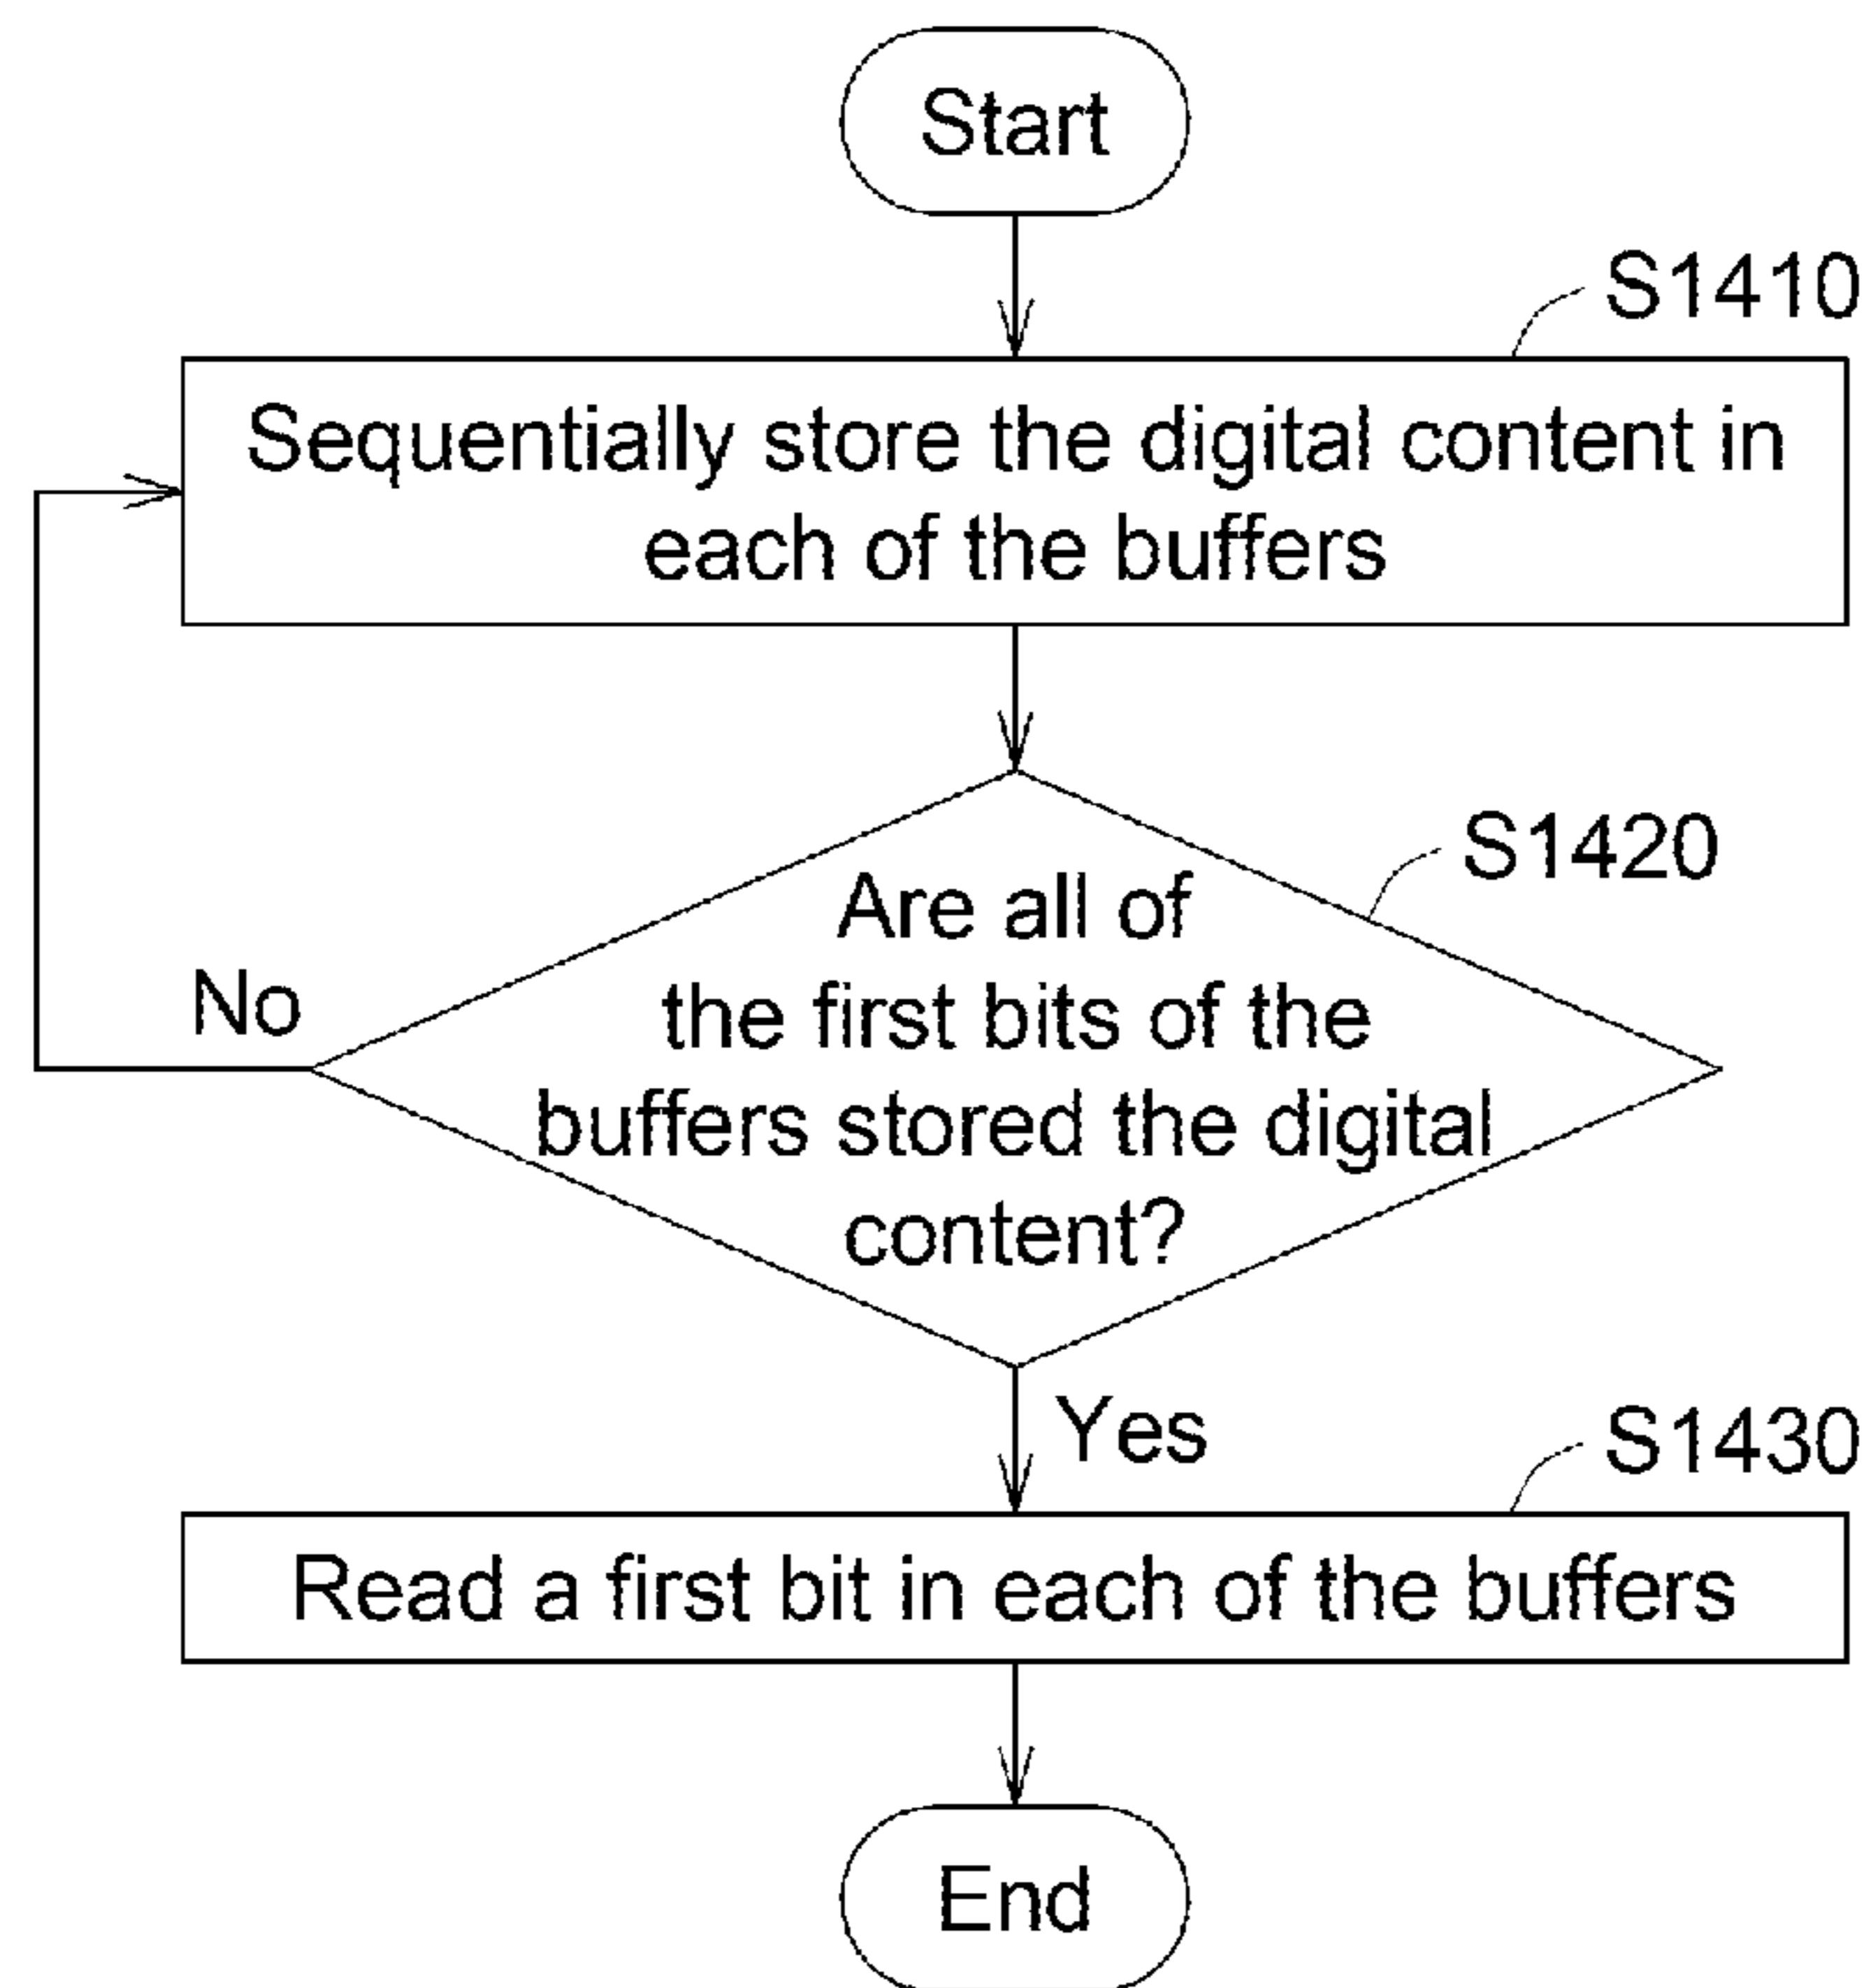 Start
S1410
Sequentially store the digital content in
each of the buffers
S1420
Are all of
the first bits of the
buffers stored the digital
content?
No
Yes
S1430
Read a first bit in each of the buffers
End